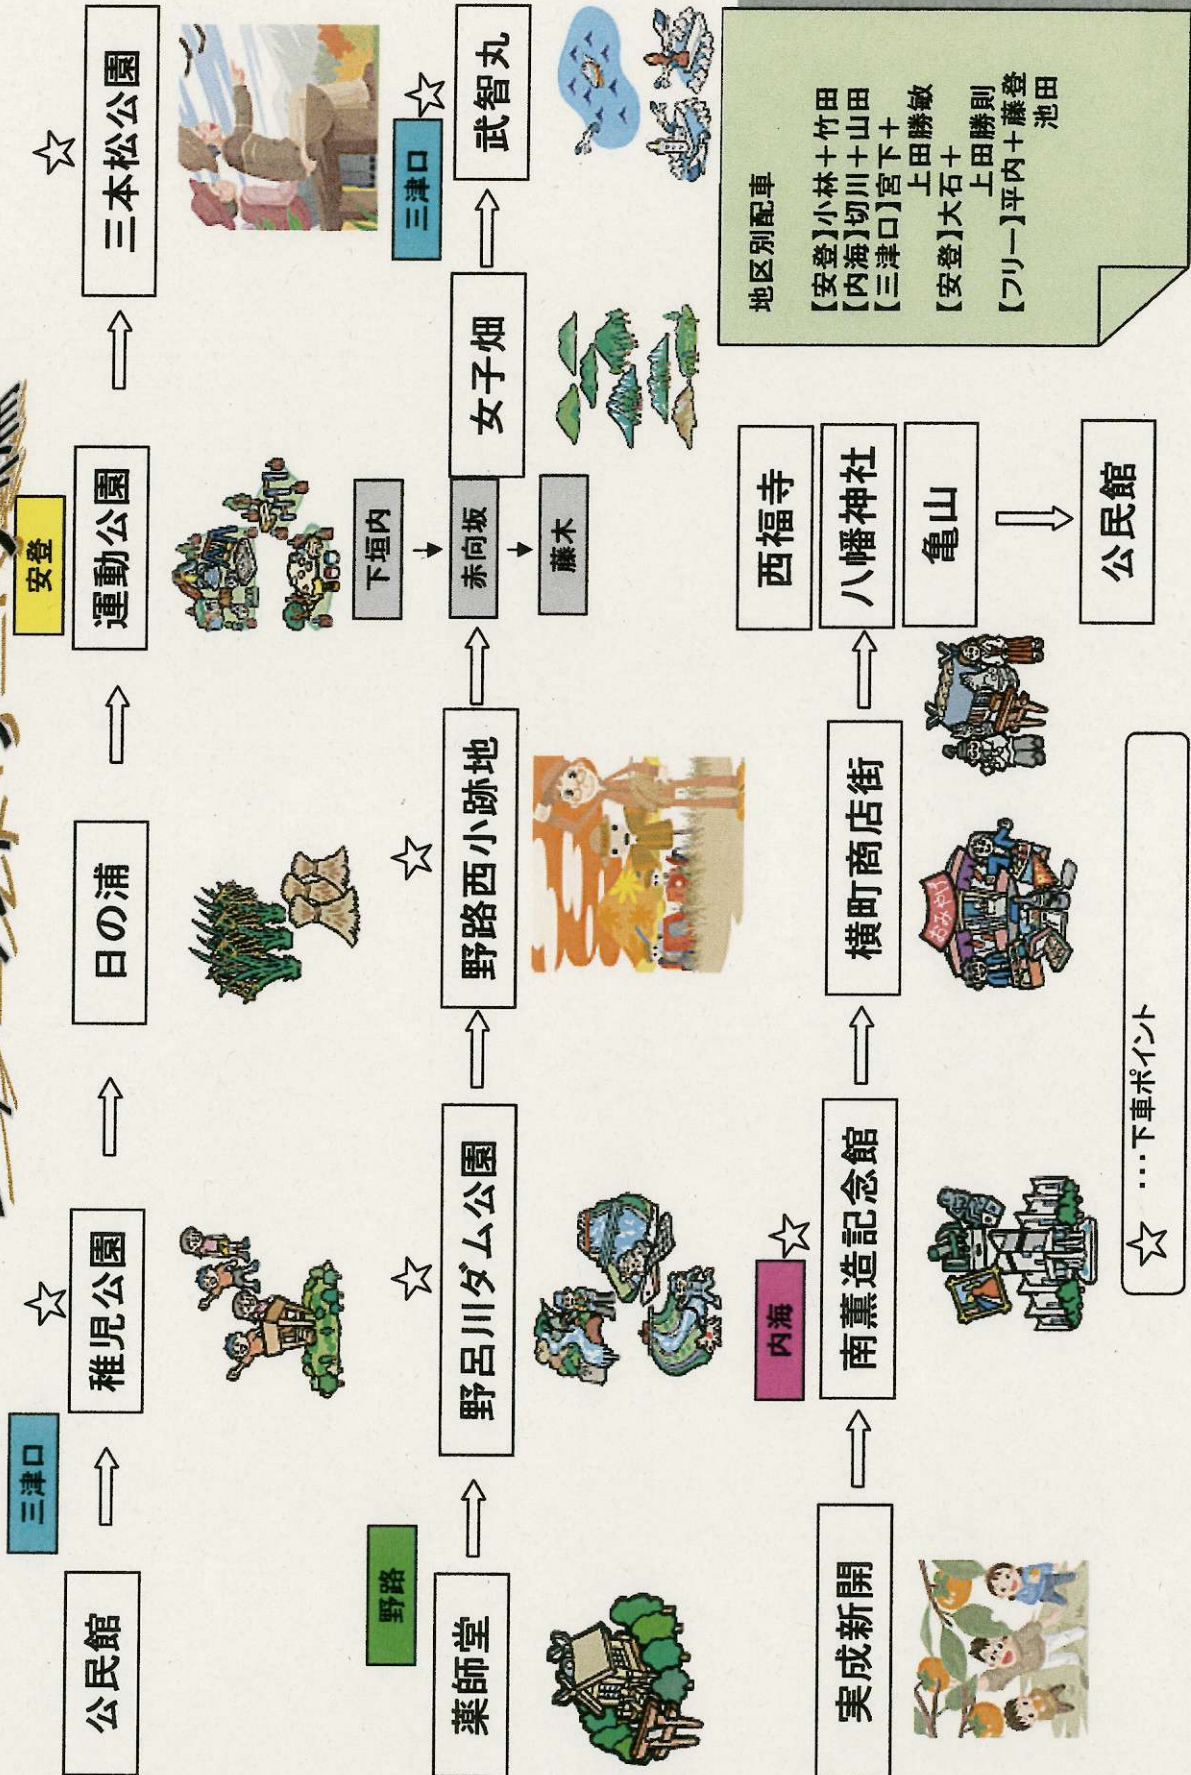 三津口
安登
公民館
稚児公園
☆
日の浦
運動公園
三本松公園
☆
野路
薬師堂
野呂川ダム公園
☆
野路西小跡地
☆
下垣内
赤向坂
藤木
女子畑
三津口
武智丸
☆
実成新開
内海
南薫造記念館
☆
横町商店街
おみやげ
西福寺
八幡神社
亀山
公民館
☆ …下車ポイント
地区別配車
【安登】小林+竹田
【内海】切川+山田
【三津口】宮下+
上田勝敏
【安登】大石+
上田勝則
【フリー】平内+藤登
池田